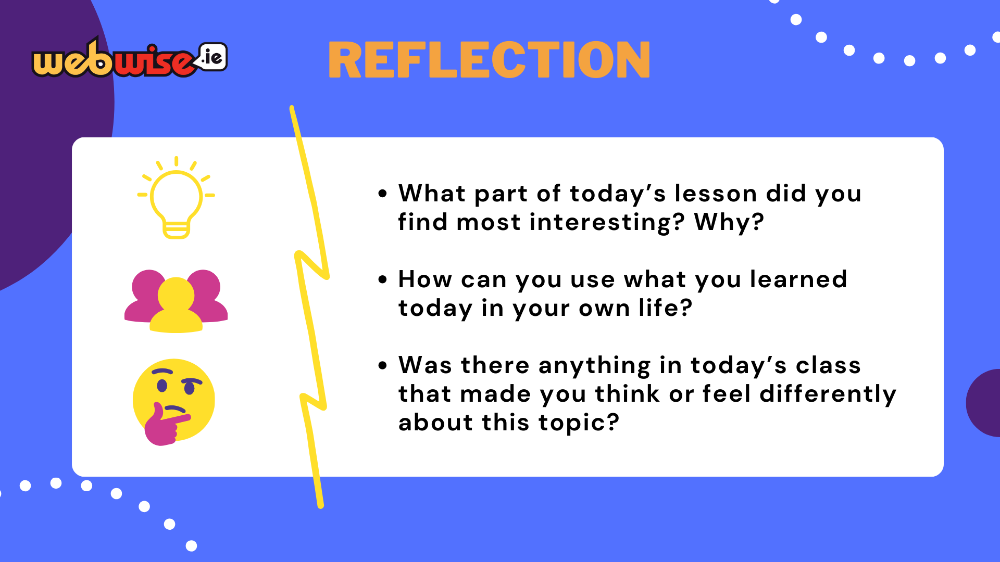 webwise.ie
REFLECTION
• What part of today’s lesson did you
find most interesting? Why?
• How can you use what you learned
today in your own life?
• Was there anything in today’s class
that made you think or feel differently
about this topic?